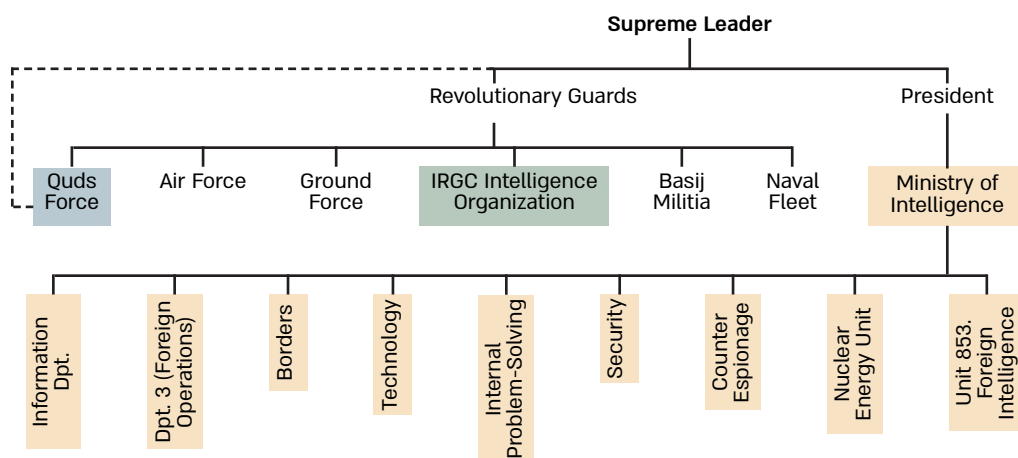 Supreme Leader
Revolutionary Guards
President
Quds
Force
Air Force
Ground
Force
IRGC Intelligence
Organization
Basij
Militia
Naval
Fleet
Ministry of
Intelligence
Information
Dpt.
Dpt. 3 (Foreign
Operations)
Borders
Technology
Internal
Problem-Solving
Security
Counter
Espionage
Nuclear
Energy Unit
Unit 853.
Foreign
Intelligence